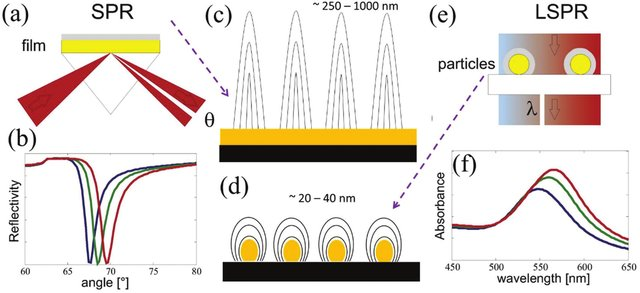 (a)
SPR
film
θ
(b)
Reflectivity
60 65 70 75 80
angle [°]
(c)
~ 250 – 1000 nm
(d)
~ 20 – 40 nm
(e)
LSPR
particles
λ
(f)
Absorbance
450 500 550 600 650
wavelength [nm]